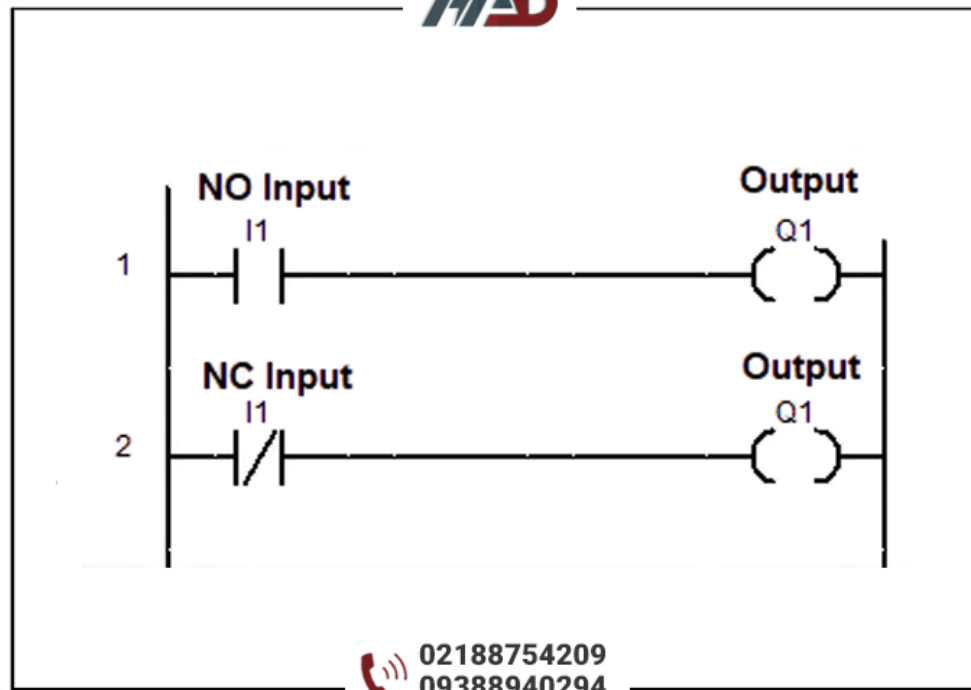 NO Input
Output
I1
Q1
1
NC Input
Output
I1
Q1
2
02188754209
09388940294